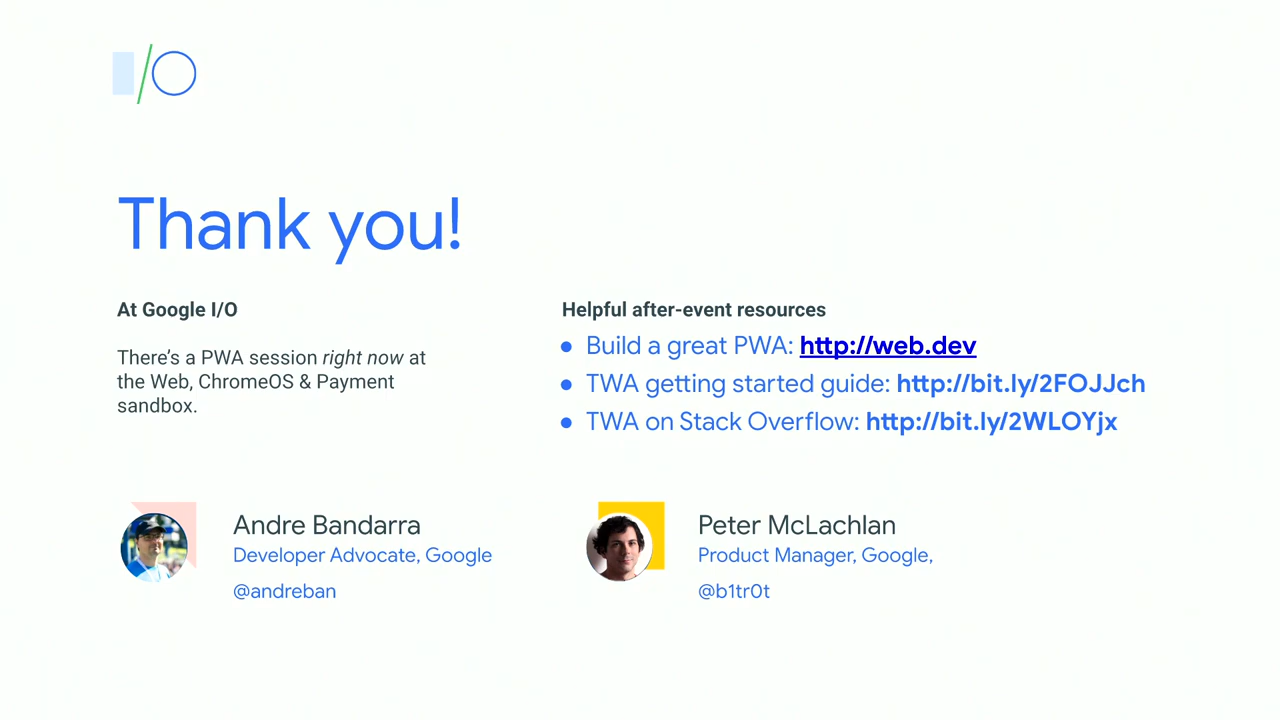 I/O
Thank you!
At Google I/O
There's a PWA session right now at
the Web, ChromeOS & Payment
sandbox.
Helpful after-event resources
● Build a great PWA: http://web.dev
● TWA getting started guide: http://bit.ly/2FOJJch
● TWA on Stack Overflow: http://bit.ly/2WLOYjx
Andre Bandarra
Developer Advocate, Google
@andreban
Peter McLachlan
Product Manager, Google,
@b1tr0t